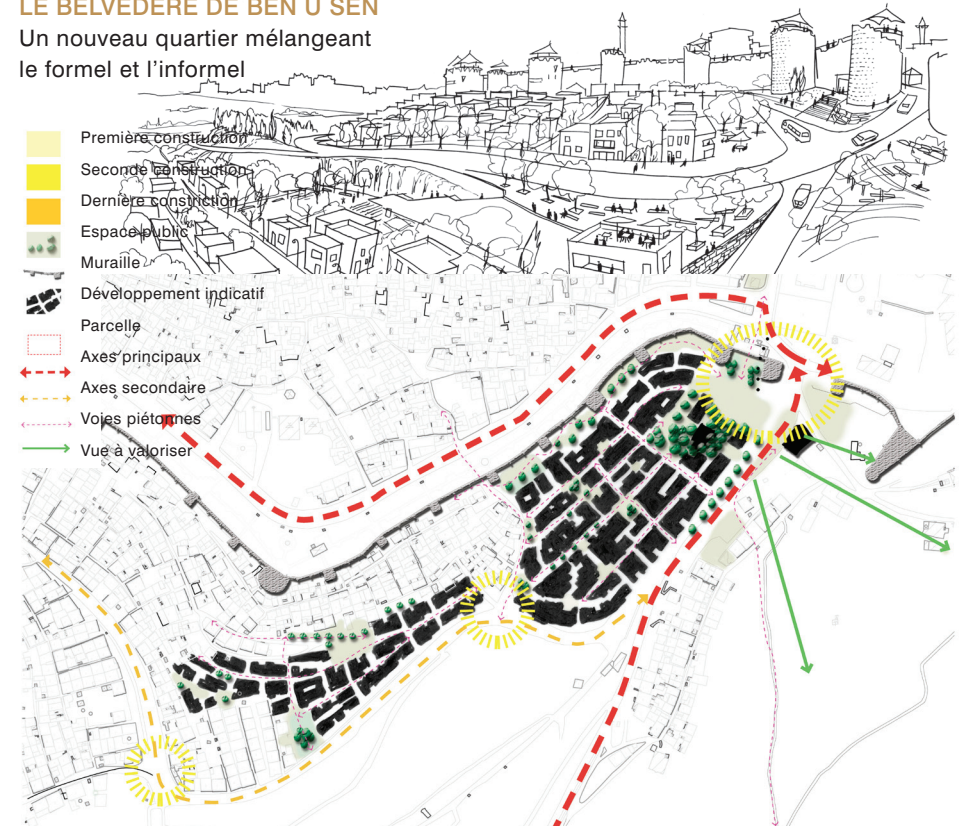 LE BELVEDERE DE BEN U SEN
Un nouveau quartier mélangeant
le formel et l'informel
Première construction
Seconde construction
Dernière constriction
Espace public
Muraille
Développement indicatif
Parcelle
Axes principaux
Axes secondaire
Voies piétonnes
Vue à valoriser